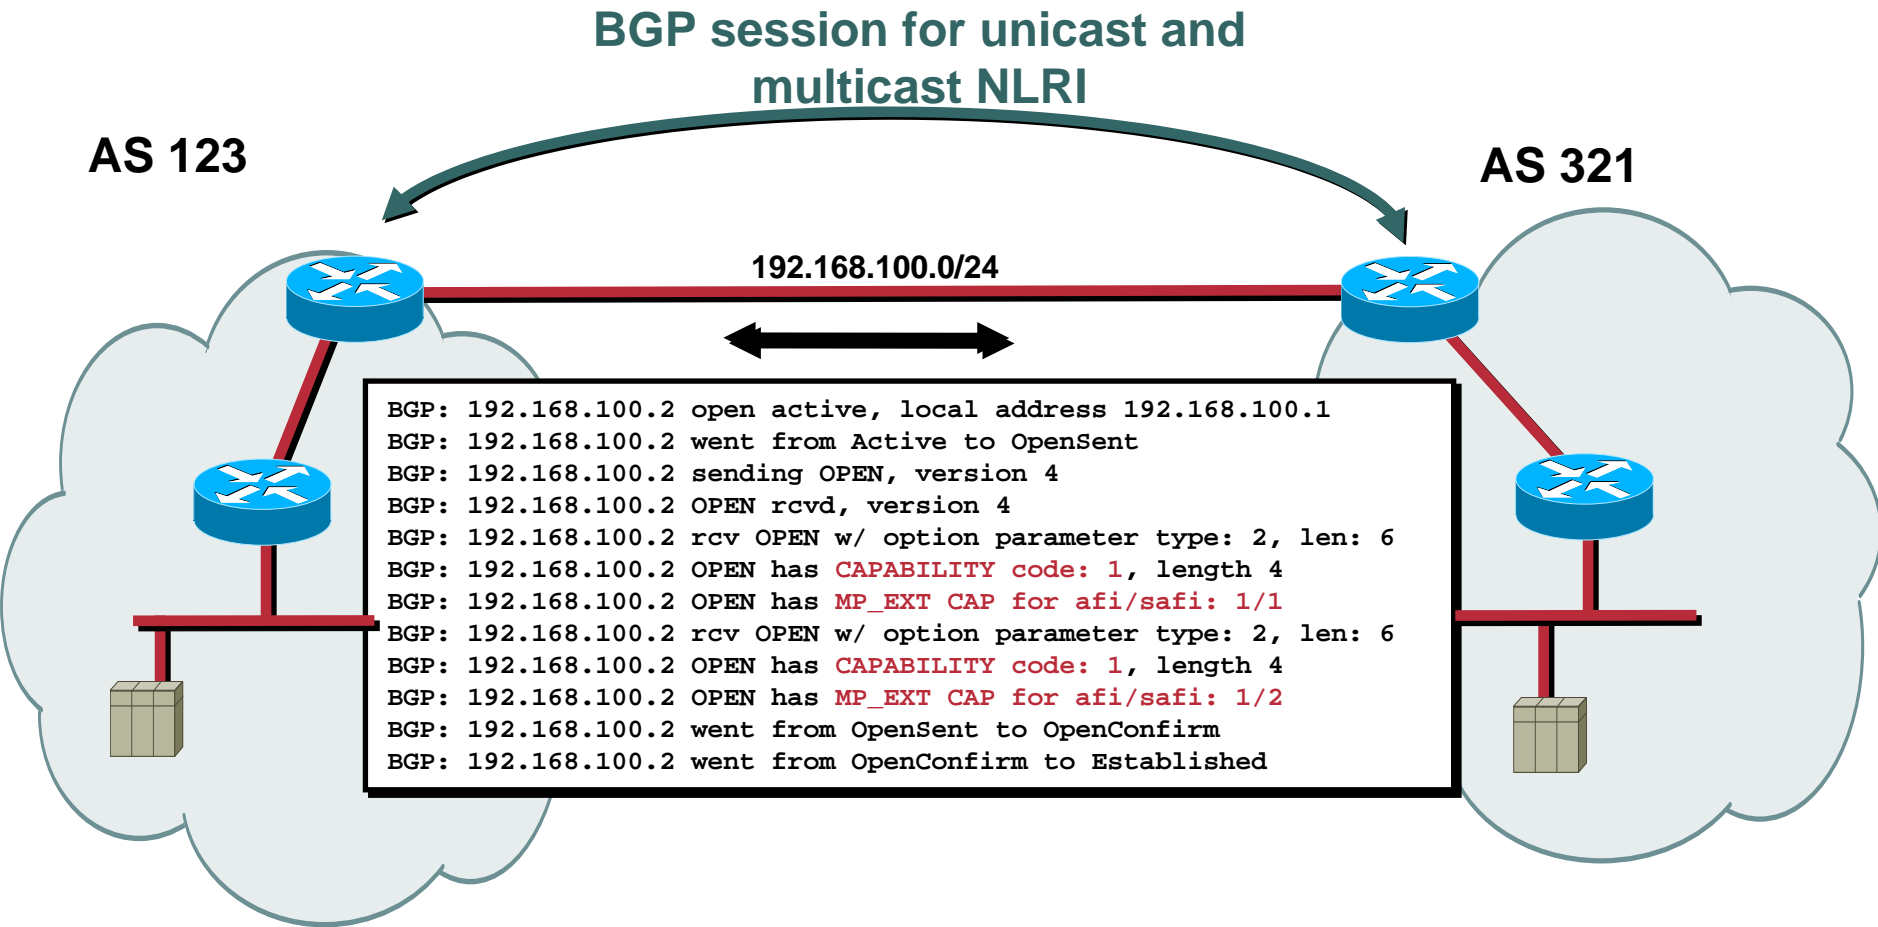 BGP session for unicast and
multicast NLRI
AS 123
AS 321
192.168.100.0/24
BGP: 192.168.100.2 open active, local address 192.168.100.1
BGP: 192.168.100.2 went from Active to OpenSent
BGP: 192.168.100.2 sending OPEN, version 4
BGP: 192.168.100.2 OPEN rcvd, version 4
BGP: 192.168.100.2 rcv OPEN w/ option parameter type: 2, len: 6
BGP: 192.168.100.2 OPEN has CAPABILITY code: 1, length 4
BGP: 192.168.100.2 OPEN has MP_EXT CAP for afi/safi: 1/1
BGP: 192.168.100.2 rcv OPEN w/ option parameter type: 2, len: 6
BGP: 192.168.100.2 OPEN has CAPABILITY code: 1, length 4
BGP: 192.168.100.2 OPEN has MP_EXT CAP for afi/safi: 1/2
BGP: 192.168.100.2 went from OpenSent to OpenConfirm
BGP: 192.168.100.2 went from OpenConfirm to Established